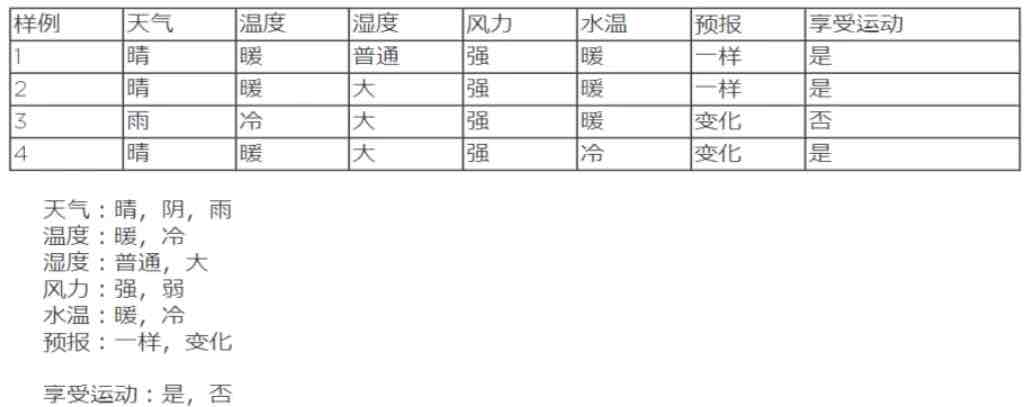 样例 天气 温度 湿度 风力 水温 预报 享受运动
1 晴 暖 普通 强 暖 一样 是
2 晴 暖 大 强 暖 一样 是
3 雨 冷 大 强 暖 变化 否
4 晴 暖 大 强 冷 变化 是
天气：晴，阴，雨
温度：暖，冷
湿度：普通，大
风力：强，弱
水温：暖，冷
预报：一样，变化
享受运动：是，否